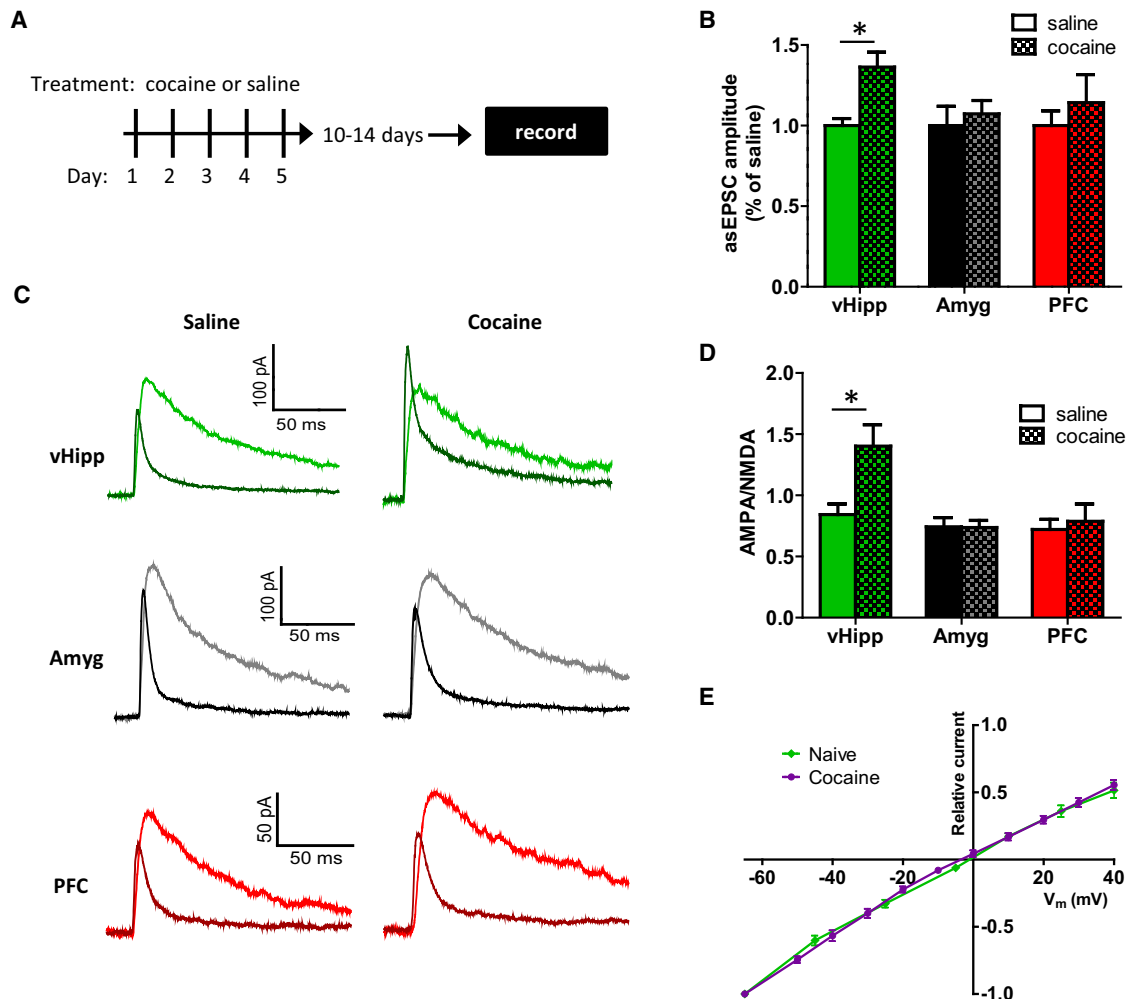 A
Treatment: cocaine or saline
10-14 days
record
Day: 1 2 3 4 5
B
saline
cocaine
*
asEPSC amplitude
(% of saline)
1.5
1.0
0.5
0.0
vHipp Amyg PFC
C
Saline Cocaine
vHipp
100 pA
50 ms
Amyg
100 pA
50 ms
PFC
50 pA
50 ms
D
saline
cocaine
*
AMPA/NMDA
2.0
1.5
1.0
0.5
0.0
vHipp Amyg PFC
E
Naive
Cocaine
Relative current
1.0
0.5
-0.5
-1.0
-60 -40 -20 20 40
Vm (mV)